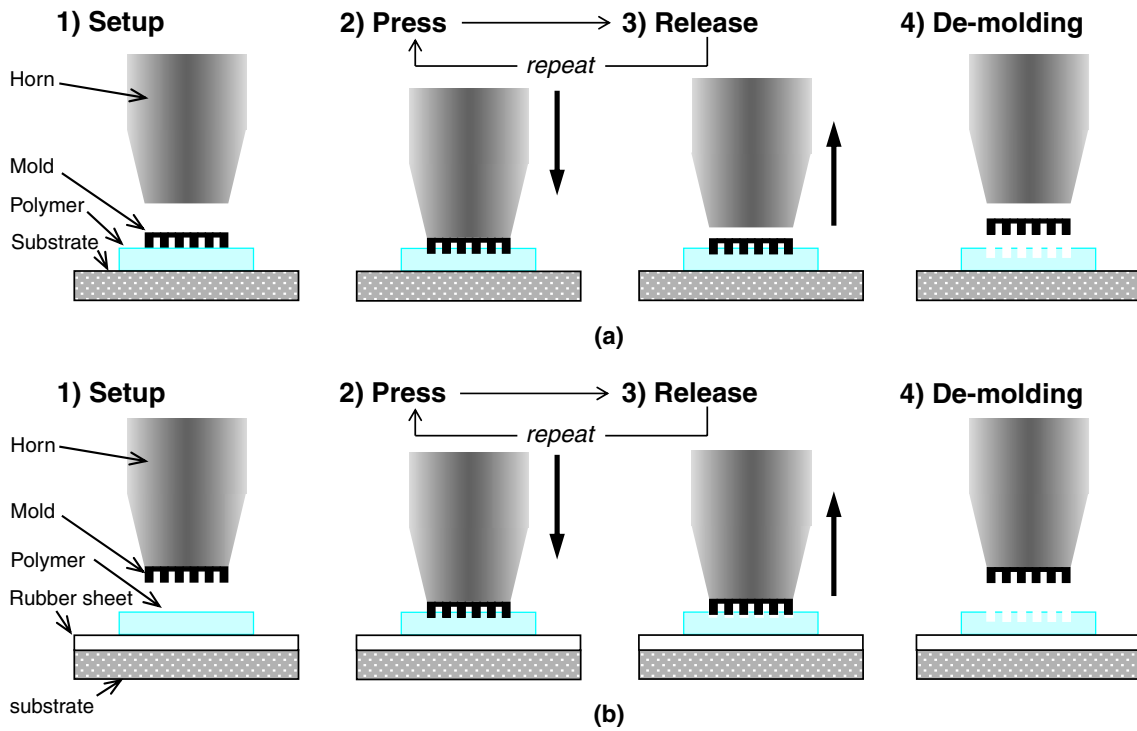 1) Setup
2) Press
3) Release
4) De-molding
repeat
Horn
Mold
Polymer
Substrate
(a)
1) Setup
2) Press
3) Release
4) De-molding
repeat
Horn
Mold
Polymer
Rubber sheet
substrate
(b)